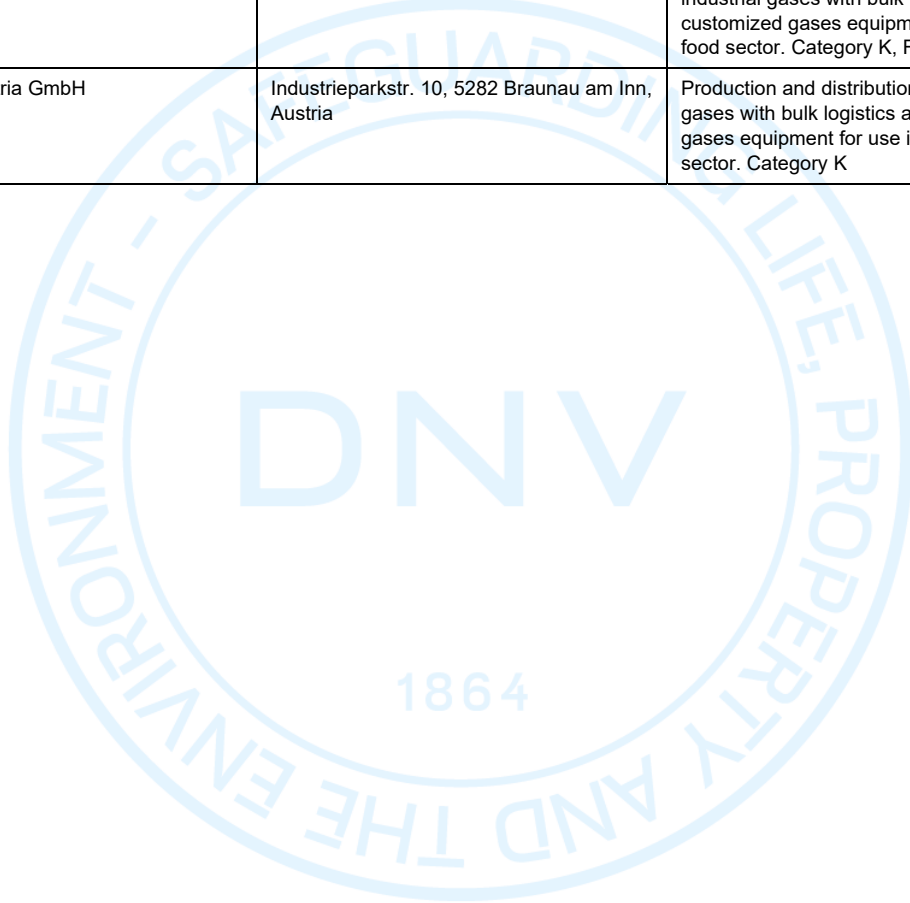 industrial gases with bulk
customized gases equipm
food sector. Category K, F
ria GmbH
Industrieparkstr. 10, 5282 Braunau am Inn,
Austria
Production and distribution
gases with bulk logistics a
gases equipment for use i
sector. Category K
SAFEGUARDING LIFE, PROPERTY AND THE ENVIRONMENT -
DNV
1864